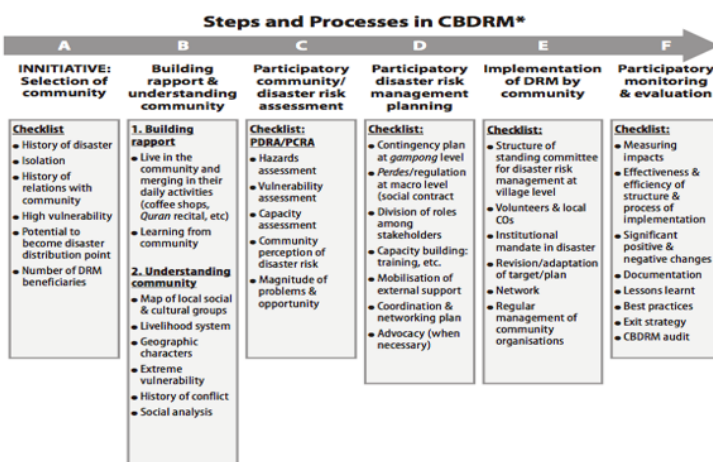 Steps and Processes in CBDRM*
A
B
C
D
E
F
INNITIATIVE:
Selection of
community
Checklist
• History of disaster
• Isolation
• History of
relations with
community
• High vulnerability
• Potential to
become disaster
distribution point
• Number of DRM
beneficiaries
Building
rapport &
understanding
community
1. Building
rapport
• Live in the
community and
merging in their
daily activities
(coffee shops,
Quran recital, etc)
• Learning from
community
2. Understanding
community
• Map of local social
& cultural groups
• Livelihood system
• Geographic
characters
• Extreme
vulnerability
• History of conflict
• Social analysis
Participatory
community/
disaster risk
assessment
Checklist:
PDRA/PCRA
• Hazards
assessment
• Vulnerability
assessment
• Capacity
assessment
• Community
perception of
disaster risk
• Magnitude of
problems &
opportunity
Participatory
disaster risk
management
planning
Checklist:
• Contingency plan
at gampong level
• Perdes/regulation
at macro level
(social contract
• Division of roles
among
stakeholders
• Capacity building:
training, etc.
• Mobilisation of
external support
• Coordination &
networking plan
• Advocacy (when
necessary)
Implementation
of DRM by
community
Checklist:
• Structure of
standing committee
for disaster risk
management at
village level
• Volunteers & local
COs
• Institutional
mandate in disaster
• Revision/adaptation
of target/plan
• Network
• Regular
management of
community
organisations
Participatory
monitoring
& evaluation
Checklist:
• Measuring
impacts
• Effectiveness &
efficiency of
structure &
process of
implementation
• Significant
positive &
negative changes
• Documentation
• Lessons learnt
• Best practices
• Exit strategy
• CBDRM audit